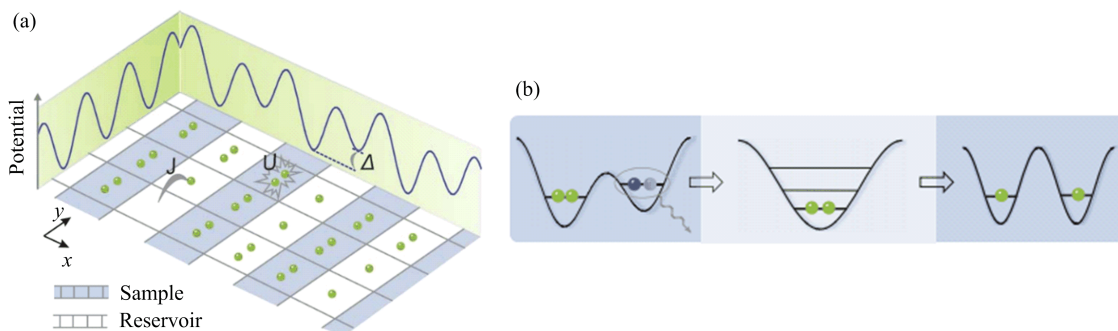 (a)
Potential
J
U
Δ
y
x
Sample
Reservoir
(b)